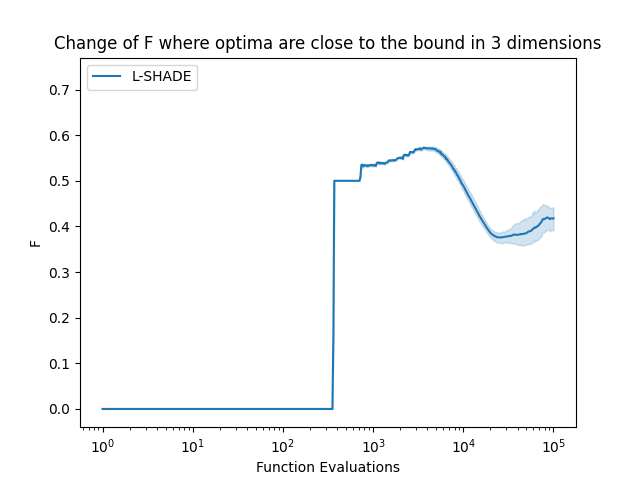 Change of F where optima are close to the bound in 3 dimensions
L-SHADE
0.7
0.6
0.5
0.4
0.3
0.2
0.1
0.0
F
10⁰ 10¹ 10² 10³ 10⁴ 10⁵
Function Evaluations